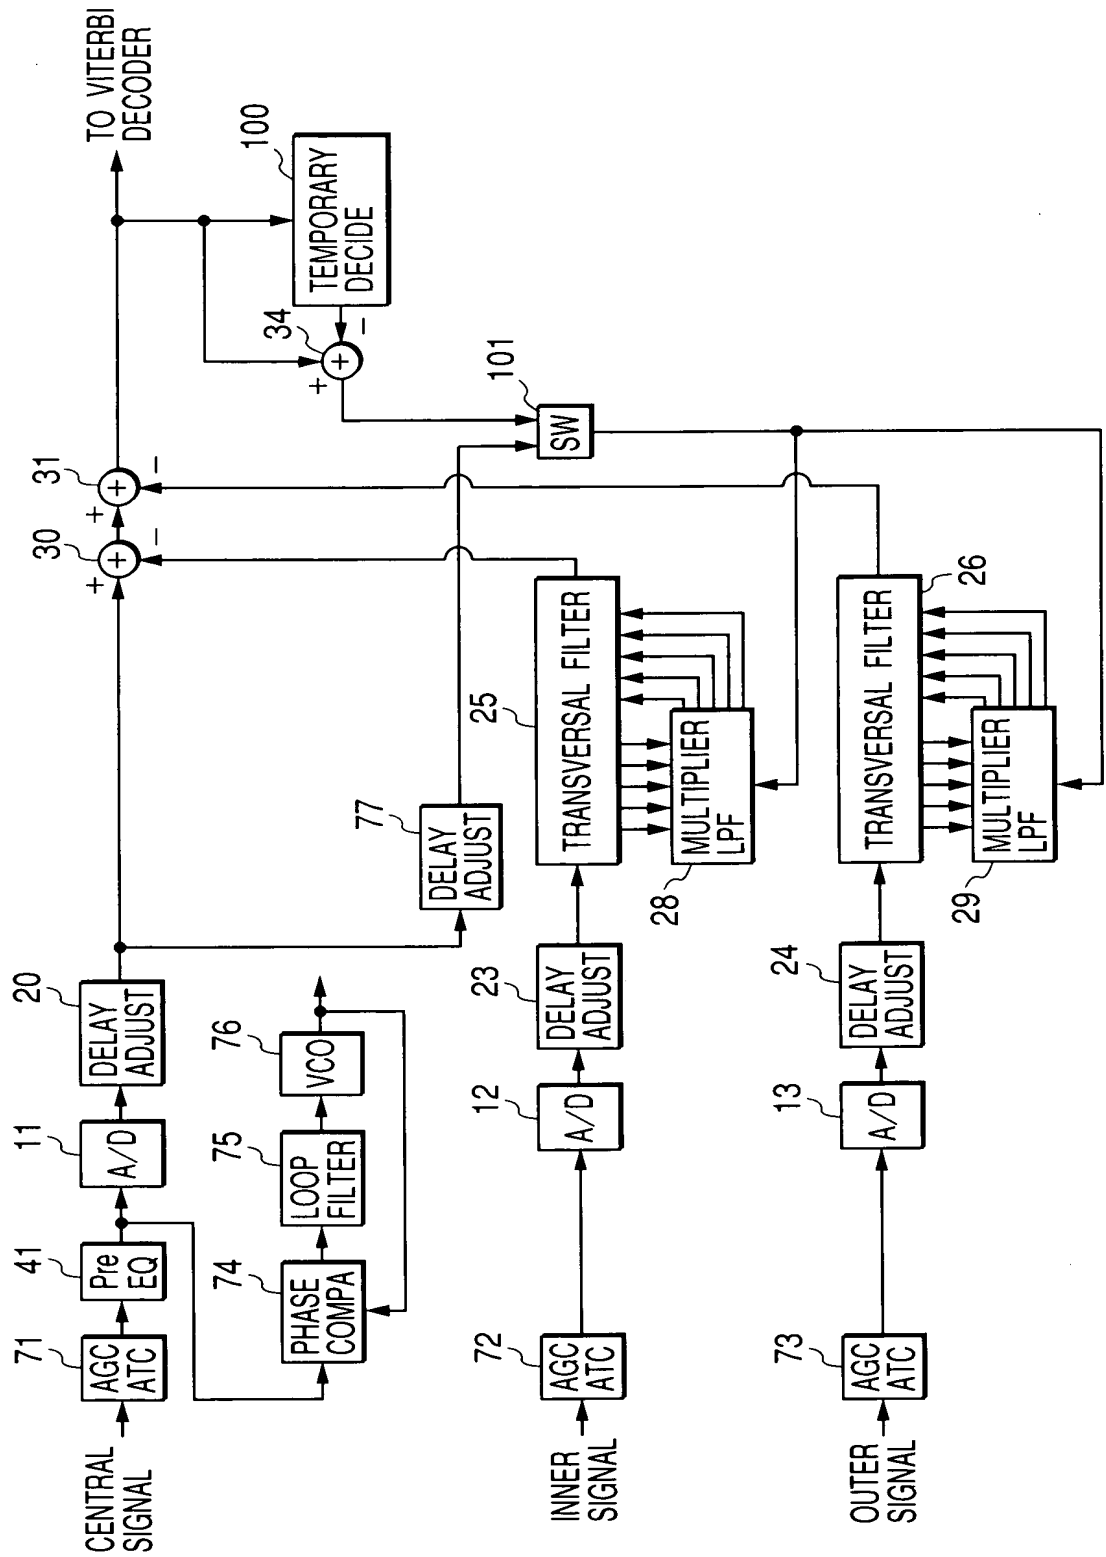 CENTRAL
SIGNAL
71
AGC
ATC
41
Pre
EQ
11
A/D
20
DELAY
ADJUST
30
+
+
−
31
+
+
−
TO VITERBI
DECODER
74
PHASE
COMPA
75
LOOP
FILTER
76
VCO
77
DELAY
ADJUST
34
+
+
−
100
TEMPORARY
DECIDE
101
SW
INNER
SIGNAL
72
AGC
ATC
12
A/D
23
DELAY
ADJUST
25
TRANSVERSAL FILTER
28
MULTIPLIER
LPF
OUTER
SIGNAL
73
AGC
ATC
13
A/D
24
DELAY
ADJUST
26
TRANSVERSAL FILTER
29
MULTIPLIER
LPF